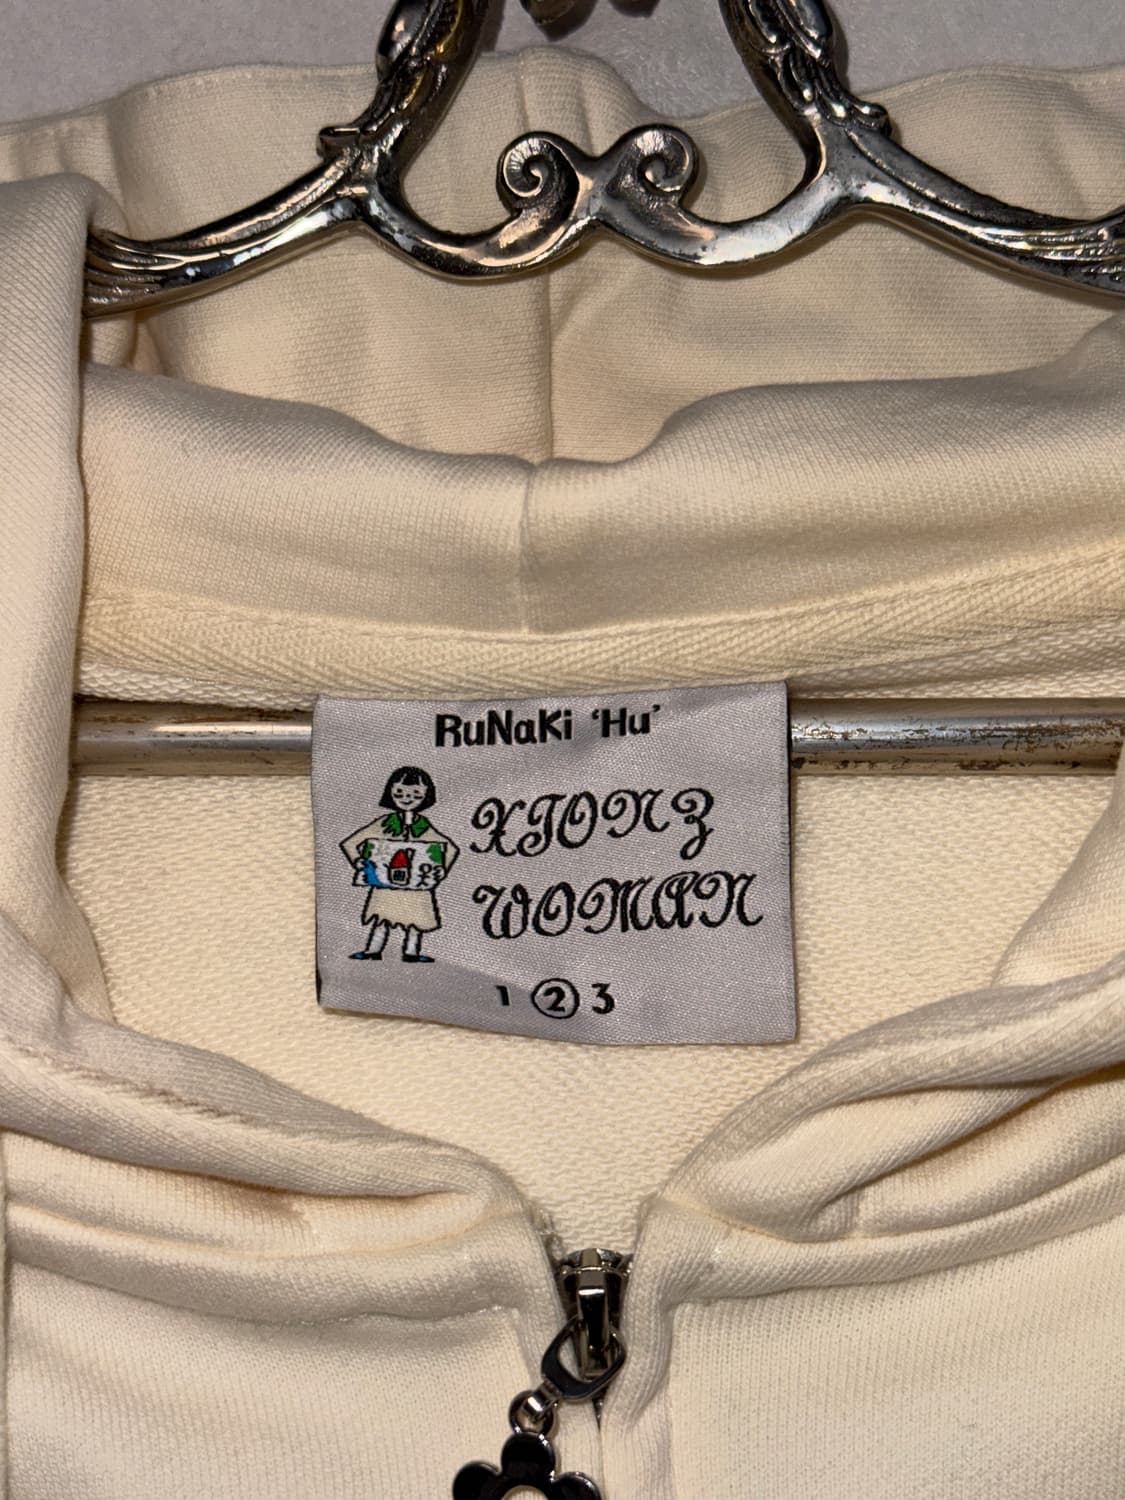 RuNaKi ‘Hu’
XIONZ
WOMAN
1 2 3